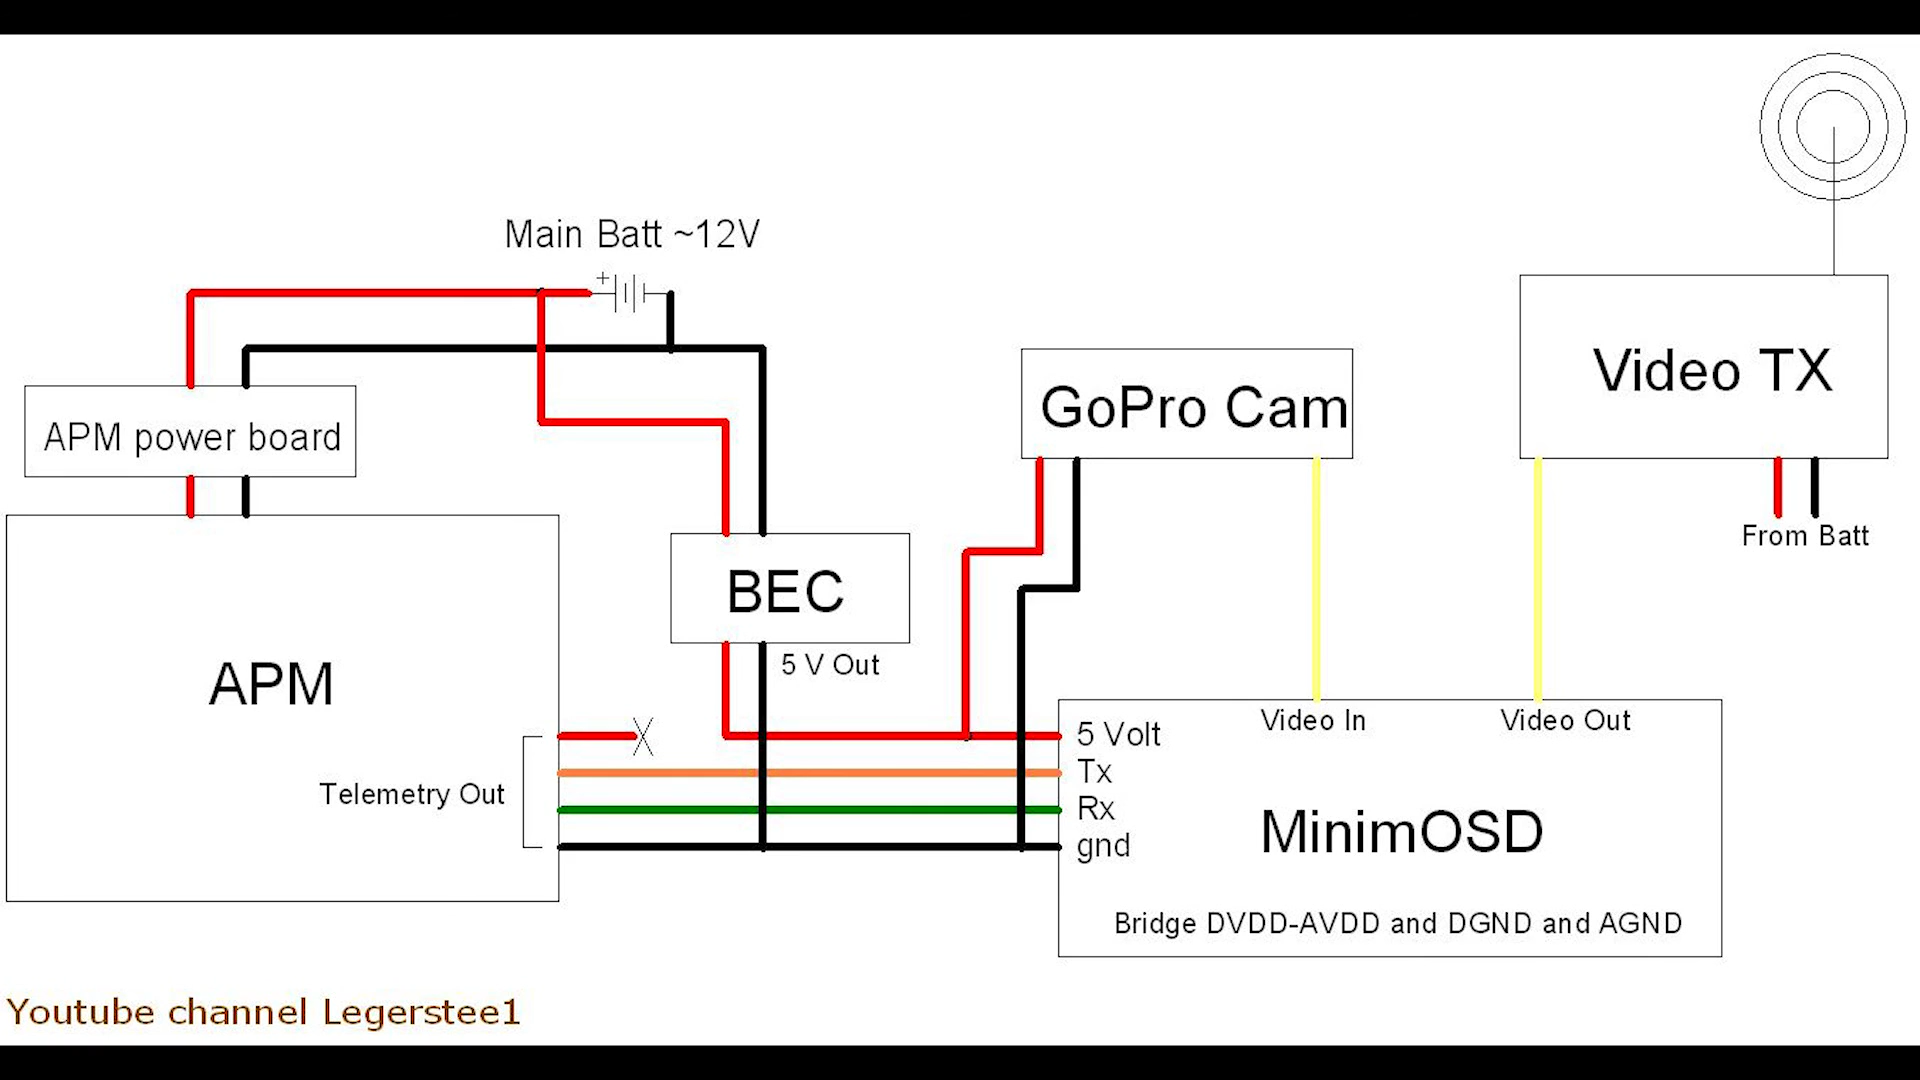 Main Batt ~12V
+
APM power board
GoPro Cam
Video TX
From Batt
BEC
5 V Out
APM
Telemetry Out
X
5 Volt
Tx
Rx
gnd
Video In
Video Out
MinimOSD
Bridge DVDD-AVDD and DGND and AGND
Youtube channel Legerstee1